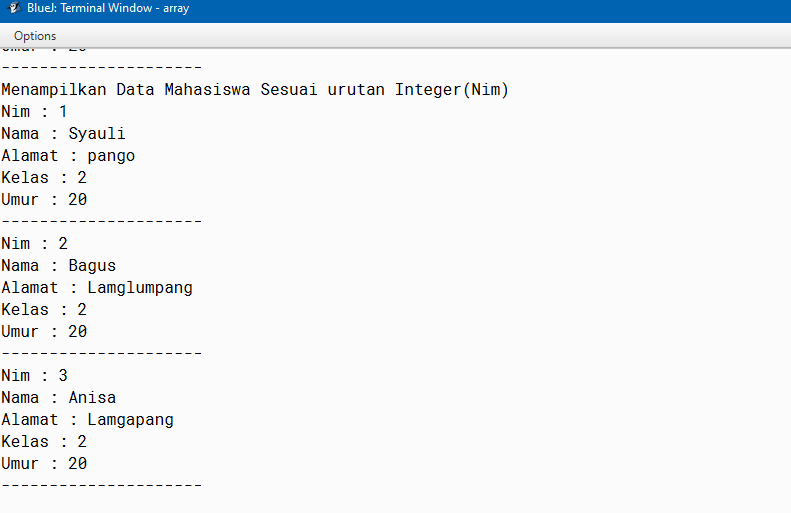 BlueJ: Terminal Window - array
Options
Umur : 20
---------------------
Menampilkan Data Mahasiswa Sesuai urutan Integer(Nim)
Nim : 1
Nama : Syauli
Alamat : pango
Kelas : 2
Umur : 20
---------------------
Nim : 2
Nama : Bagus
Alamat : Lamglumpang
Kelas : 2
Umur : 20
---------------------
Nim : 3
Nama : Anisa
Alamat : Lamgapang
Kelas : 2
Umur : 20
---------------------